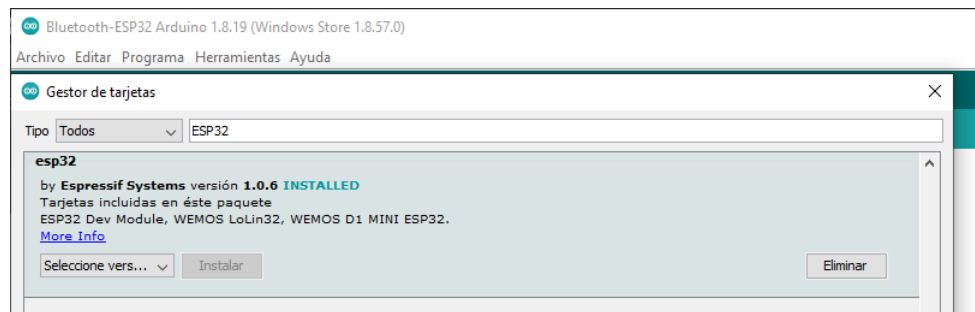 Bluetooth-ESP32 Arduino 1.8.19 (Windows Store 1.8.57.0)
Archivo Editar Programa Herramientas Ayuda
Gestor de tarjetas
Tipo Todos ESP32
esp32
by Espressif Systems versión 1.0.6 INSTALLED
Tarjetas incluidas en éste paquete
ESP32 Dev Module, WEMOS LoLin32, WEMOS D1 MINI ESP32.
More Info
Seleccione vers... Instalar Eliminar